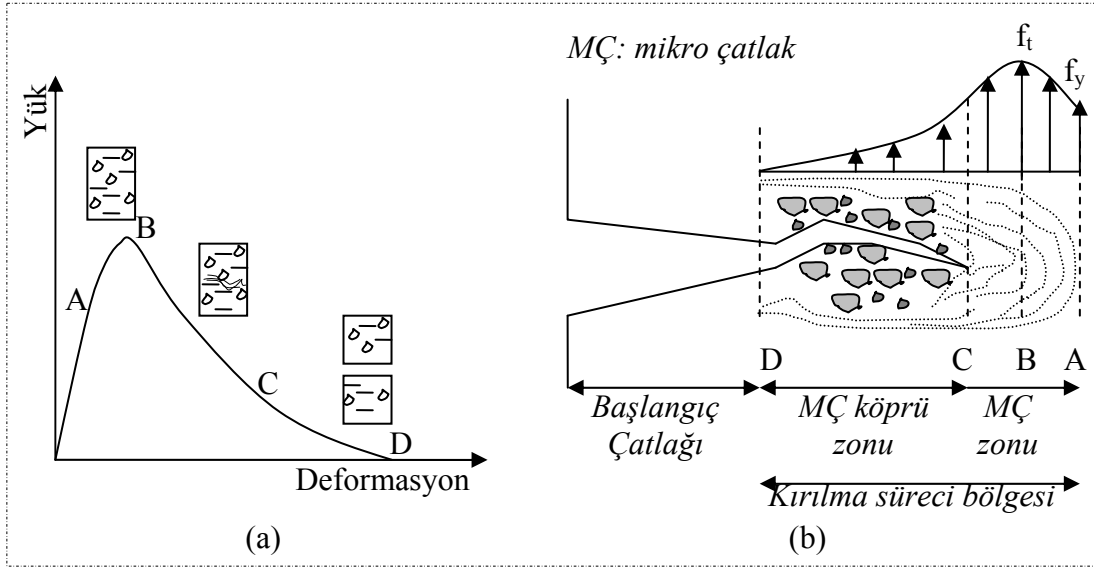 Yük
A
B
C
D
Deformasyon
(a)
MÇ: mikro çatlak
f_t
f_y
D
C
B
A
Başlangıç
Çatlağı
MÇ köprü
zonu
MÇ
zonu
Kırılma süreci bölgesi
(b)